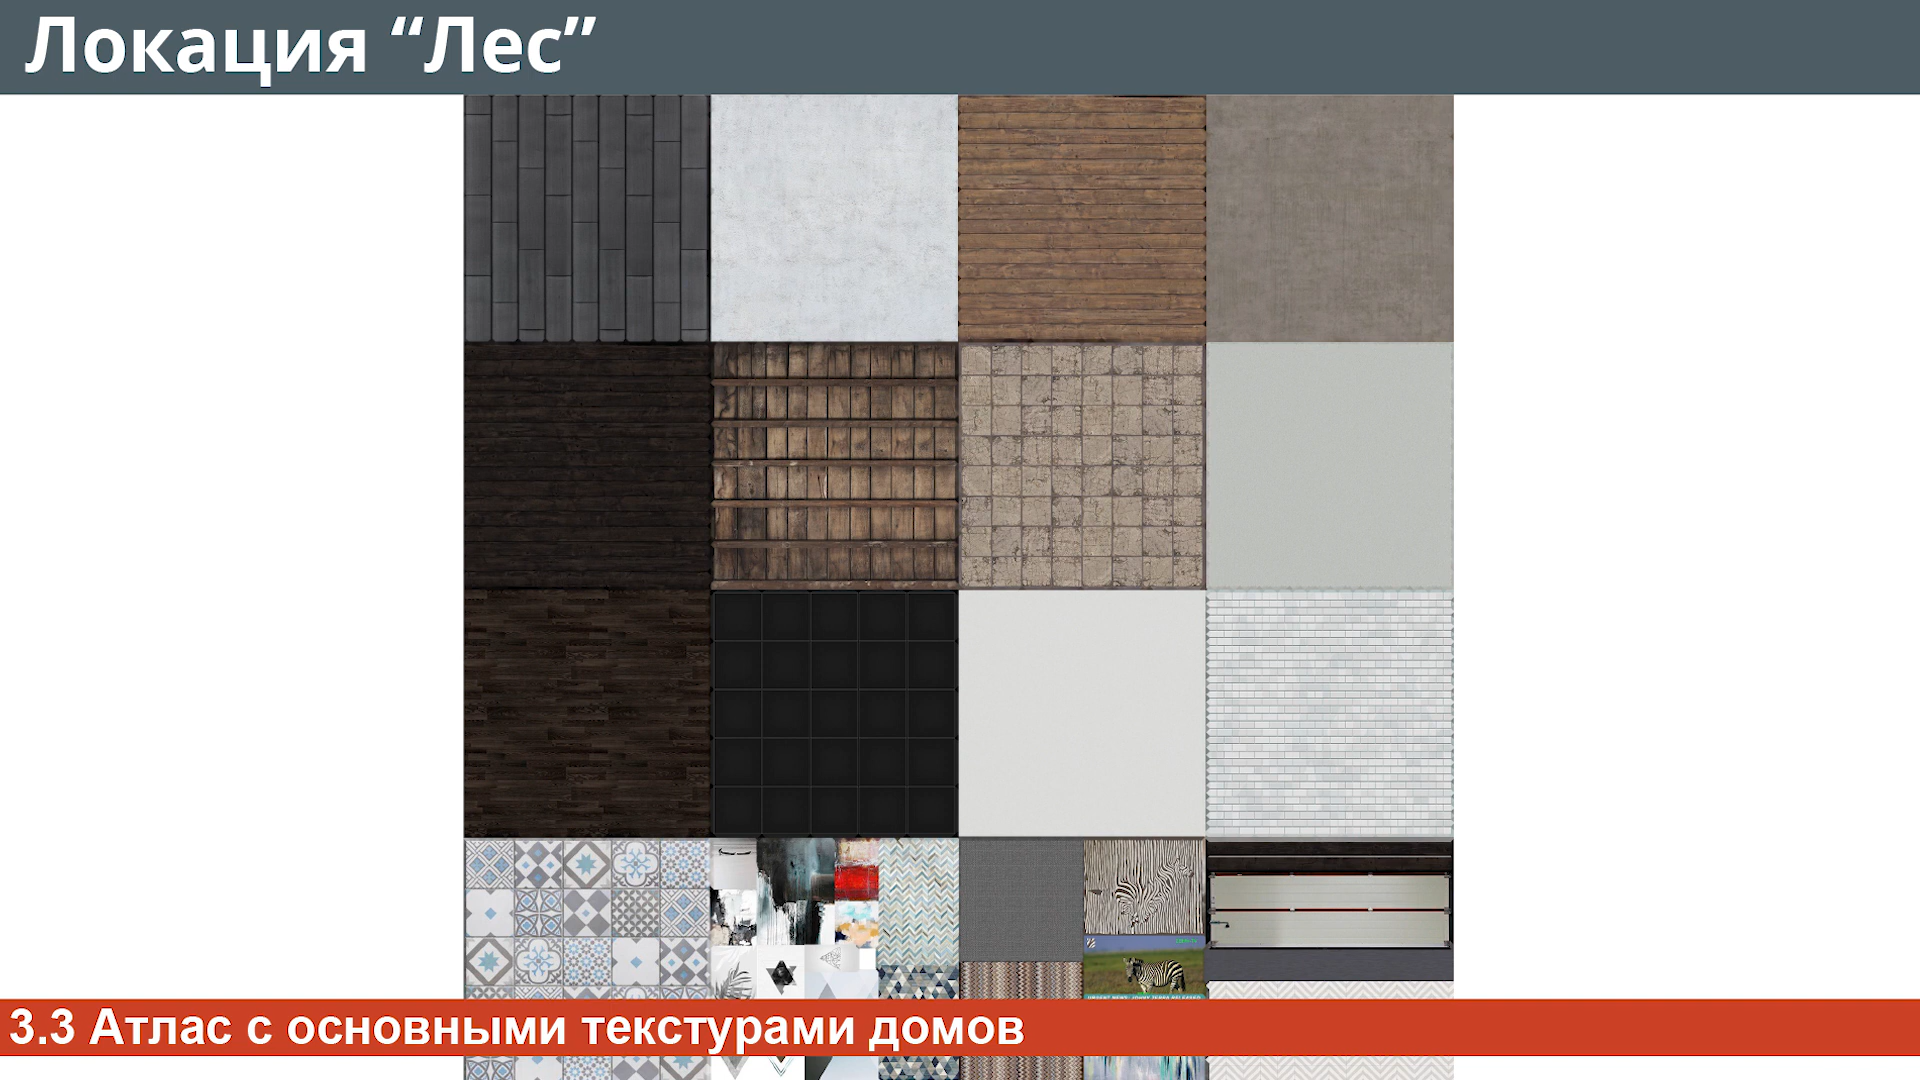 Локация “Лес”
3.3 Атлас с основными текстурами домов